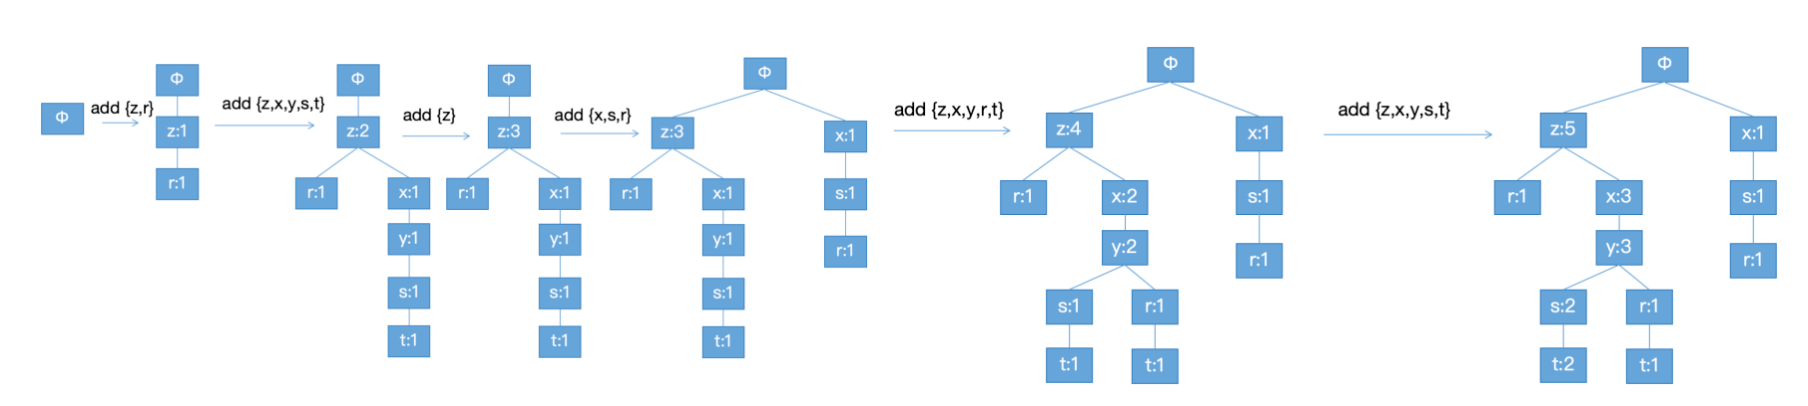 Φ
add {z,r}
Φ
z:1
r:1
add {z,x,y,s,t}
Φ
z:2
r:1
x:1
y:1
s:1
t:1
add {z}
Φ
z:3
r:1
x:1
y:1
s:1
t:1
add {x,s,r}
Φ
z:3
x:1
r:1
x:1
s:1
y:1
r:1
s:1
t:1
add {z,x,y,r,t}
Φ
z:4
x:1
r:1
x:2
s:1
y:2
r:1
s:1
r:1
t:1
t:1
add {z,x,y,s,t}
Φ
z:5
x:1
r:1
x:3
s:1
y:3
r:1
s:2
r:1
t:2
t:1